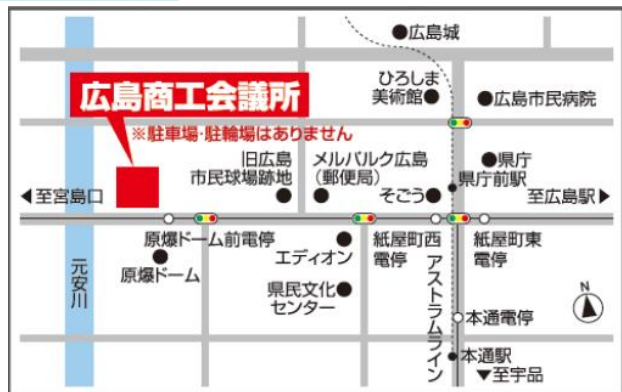 広島城
ひろしま
美術館
広島市民病院
広島商工会議所
※駐車場・駐輪場はありません
旧広島
市民球場跡地
メルパルク広島
(郵便局)
そごう
県庁
県庁前駅
至宮島口
至広島駅
原爆ドーム前電停
原爆ドーム
エディオン
紙屋町西
電停
紙屋町東
電停
元安川
県民文化
センター
アストラムライン
N
本通電停
本通駅
▼至宇品